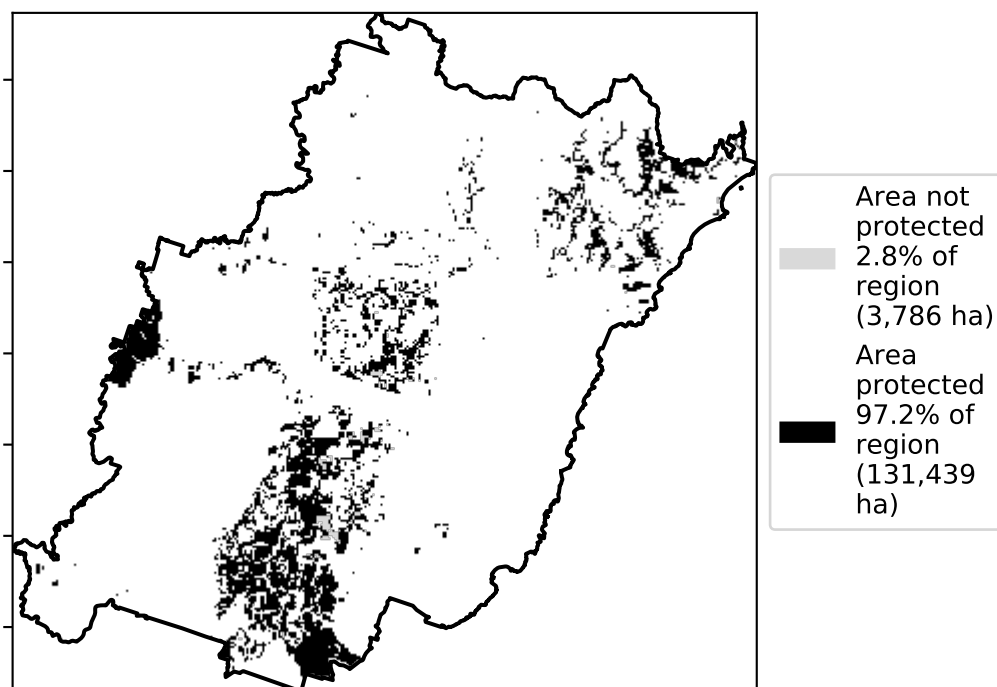 Area not
protected
2.8% of
region
(3,786 ha)
Area
protected
97.2% of
region
(131,439
ha)